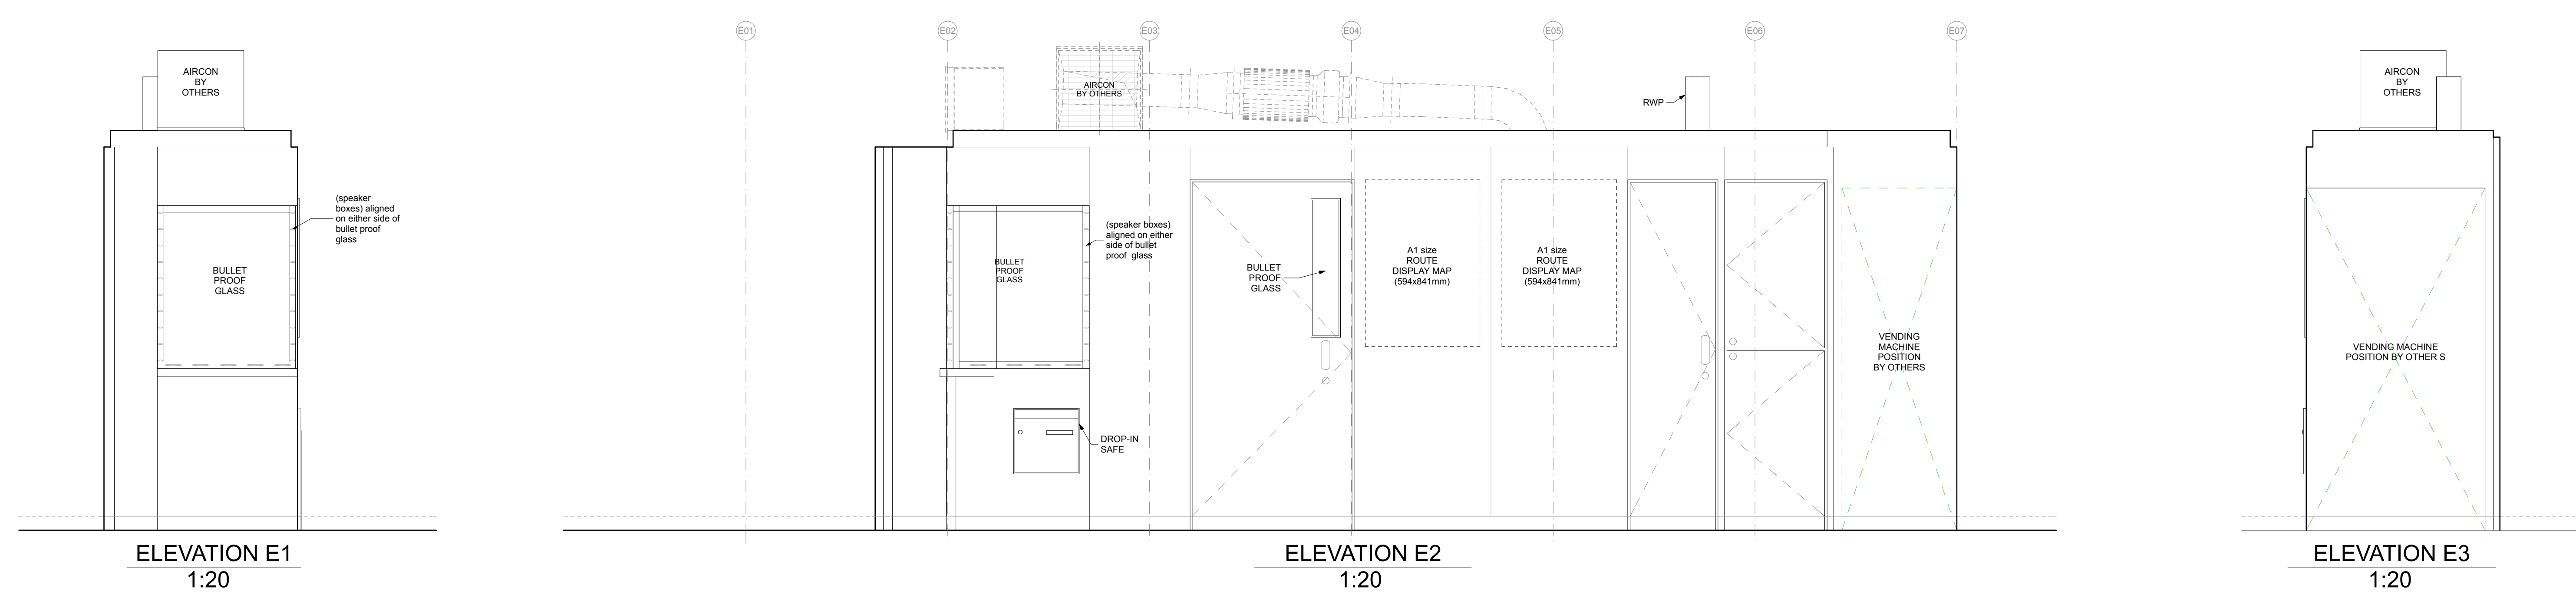 E01
E02
E03
E04
E05
E06
E07
AIRCON
BY
OTHERS
(speaker
boxes) aligned
on either side of
bullet proof
glass
BULLET
PROOF
GLASS
ELEVATION E1
1:20
AIRCON
BY OTHERS
RWP
BULLET
PROOF
GLASS
(speaker boxes)
aligned on either
side of bullet
proof glass
DROP-IN
SAFE
BULLET
PROOF
GLASS
A1 size
ROUTE
DISPLAY MAP
(594x841mm)
A1 size
ROUTE
DISPLAY MAP
(594x841mm)
VENDING
MACHINE
POSITION
BY OTHERS
ELEVATION E2
1:20
AIRCON
BY
OTHERS
VENDING MACHINE
POSITION BY OTHER S
ELEVATION E3
1:20